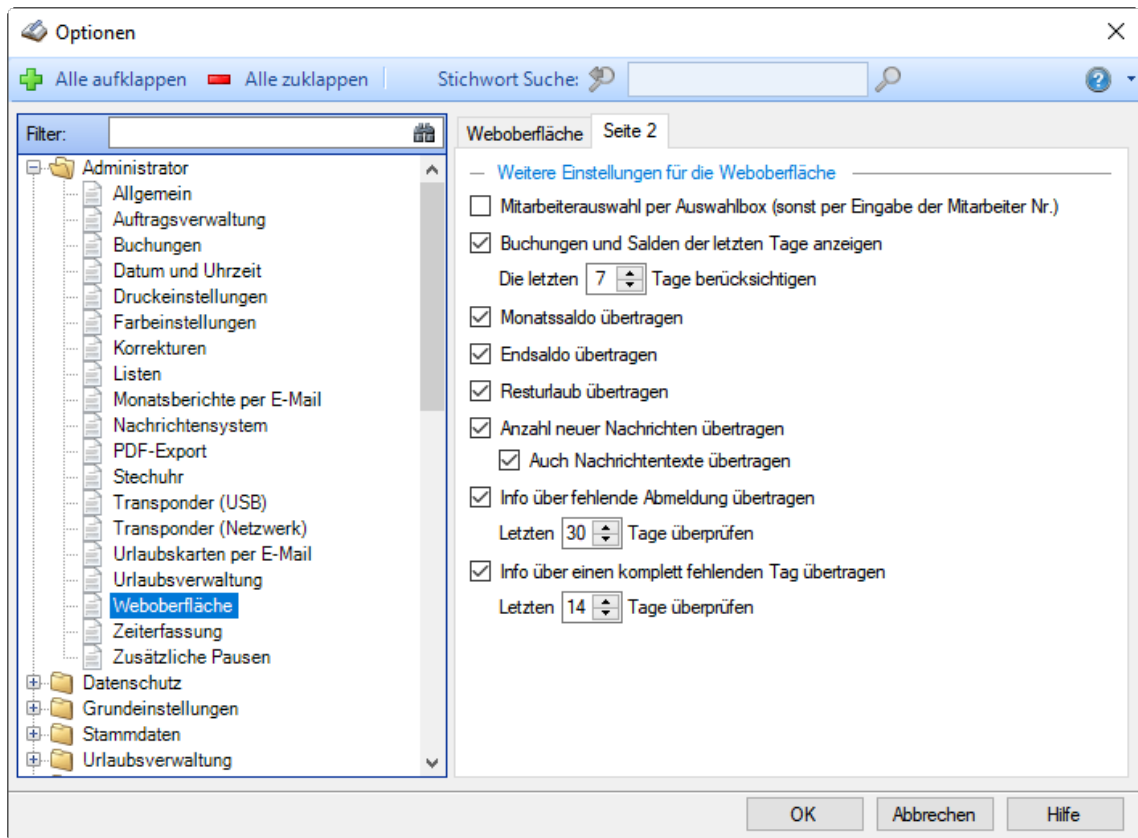 Optionen
Alle aufklappen Alle zuklappen Stichwort Suche:
Filter:
Administrator
Allgemein
Auftragsverwaltung
Buchungen
Datum und Uhrzeit
Druckeinstellungen
Farbeinstellungen
Korrekturen
Listen
Monatsberichte per E-Mail
Nachrichtensystem
PDF-Export
Stechuhr
Transponder (USB)
Transponder (Netzwerk)
Urlaubskarten per E-Mail
Urlaubsverwaltung
Weboberfläche
Zeiterfassung
Zusätzliche Pausen
Datenschutz
Grundeinstellungen
Stammdaten
Urlaubsverwaltung
Weboberfläche Seite 2
Weitere Einstellungen für die Weboberfläche
Mitarbeiterauswahl per Auswahlbox (sonst per Eingabe der Mitarbeiter Nr.)
Buchungen und Salden der letzten Tage anzeigen
Die letzten 7 Tage berücksichtigen
Monatssaldo übertragen
Endsaldo übertragen
Resturlaub übertragen
Anzahl neuer Nachrichten übertragen
Auch Nachrichtentexte übertragen
Info über fehlende Abmeldung übertragen
Letzten 30 Tage überprüfen
Info über einen komplett fehlenden Tag übertragen
Letzten 14 Tage überprüfen
OK Abbrechen Hilfe